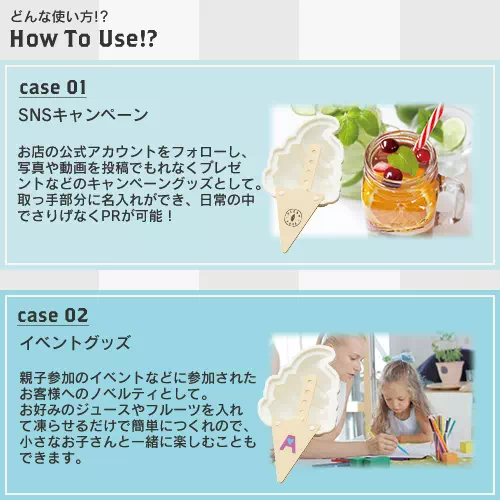 どんな使い方!?
How To Use!?
case 01
SNSキャンペーン
お店の公式アカウントをフォローし、
写真や動画を投稿でもれなくプレゼ
ントなどのキャンペーングッズとして。
取っ手部分に名入れができ、日常の中
でさりげなくPRが可能！
case 02
イベントグッズ
親子参加のイベントなどに参加された
お客様へのノベルティとして。
お好みのジュースやフルーツを入れ
て凍らせるだけで簡単につくれるので、
小さなお子さんと一緒に楽しむことも
できます。
A